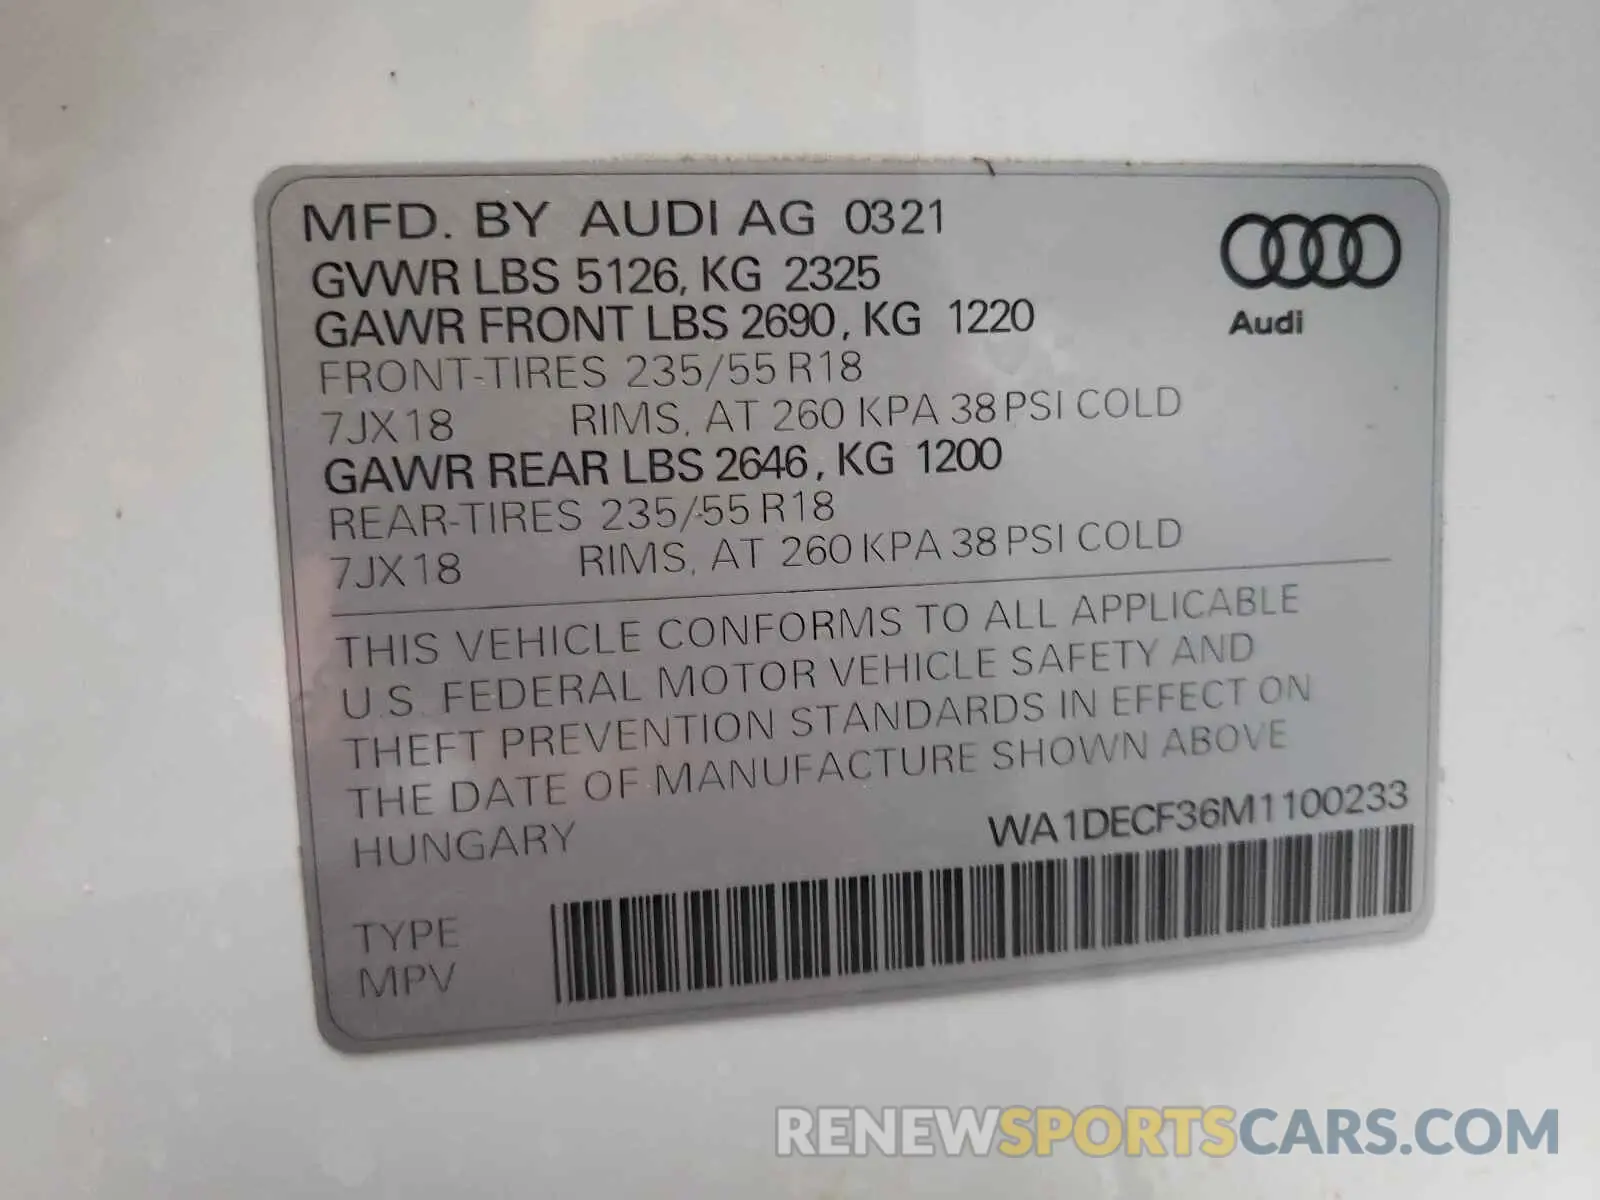 MFD. BY AUDI AG 0321
GVWR LBS 5126, KG 2325
GAWR FRONT LBS 2690, KG 1220
FRONT-TIRES 235/55 R18
7JX18 RIMS, AT 260 KPA 38 PSI COLD
GAWR REAR LBS 2646, KG 1200
REAR-TIRES 235/55 R18
7JX18 RIMS, AT 260 KPA 38 PSI COLD
Audi
THIS VEHICLE CONFORMS TO ALL APPLICABLE
U.S. FEDERAL MOTOR VEHICLE SAFETY AND
THEFT PREVENTION STANDARDS IN EFFECT ON
THE DATE OF MANUFACTURE SHOWN ABOVE
HUNGARY
WA1DECF36M1100233
TYPE
MPV
RENEWSPORTSCARS.COM